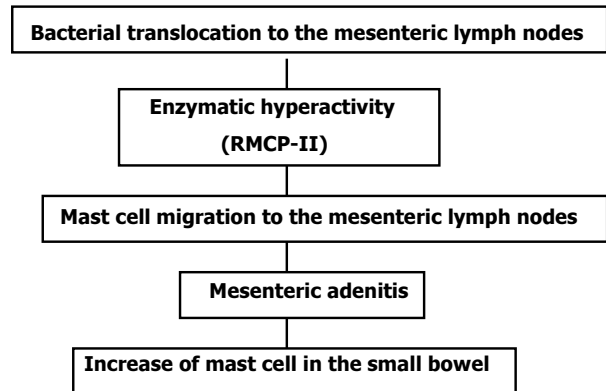 Bacterial translocation to the mesenteric lymph nodes
Enzymatic hyperactivity
(RMCP-II)
Mast cell migration to the mesenteric lymph nodes
Mesenteric adenitis
Increase of mast cell in the small bowel